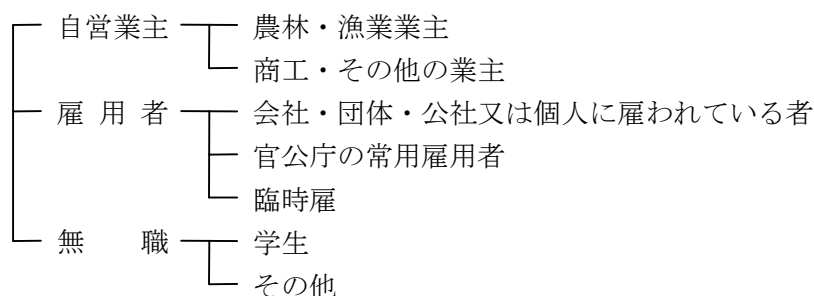 自営業主 農林・漁業業主
商工・その他の業主
雇用者 会社・団体・公社又は個人に雇われている者
官公庁の常用雇用者
臨時雇
無職 学生
その他